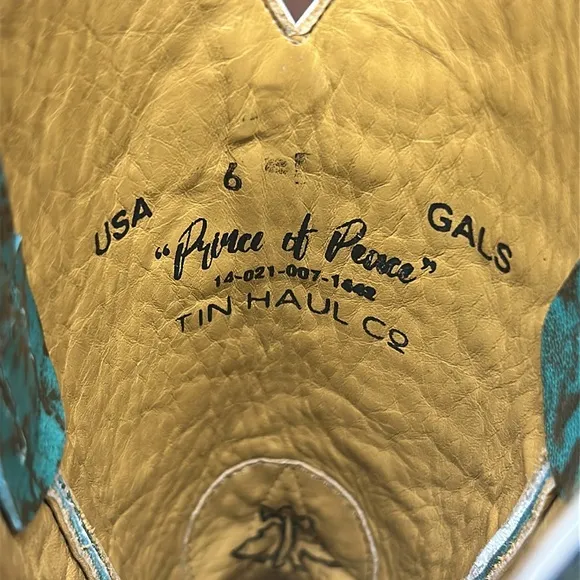 6
USA
GALS
"Prince of Peace"
14-021-007-1442
TIN HAUL CO